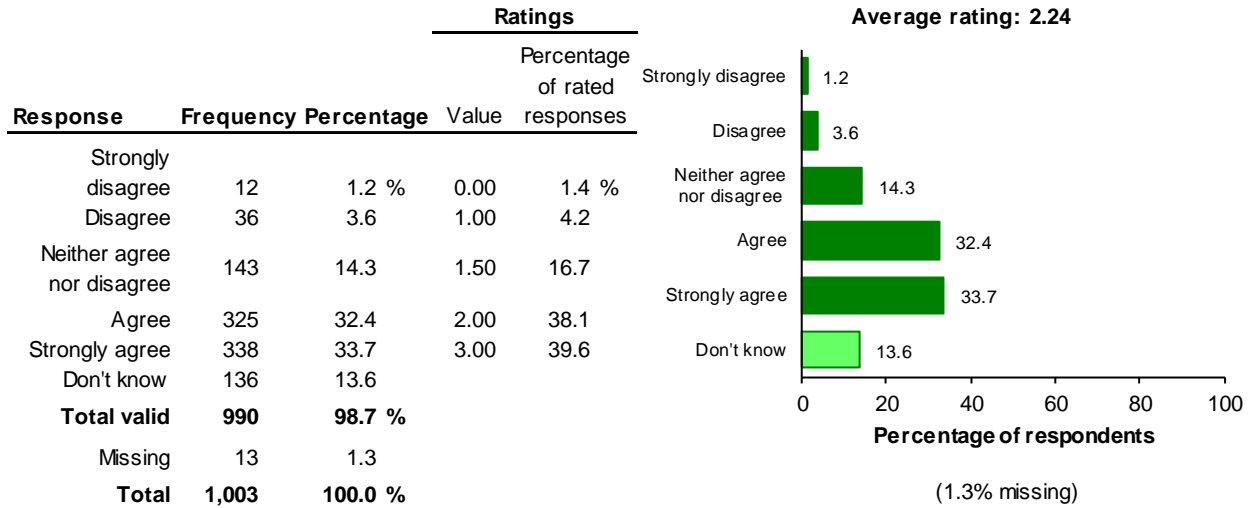 Ratings
Response Frequency Percentage Value Percentage of rated responses
Strongly disagree 12 1.2 % 0.00 1.4 %
Disagree 36 3.6 1.00 4.2
Neither agree nor disagree 143 14.3 1.50 16.7
Agree 325 32.4 2.00 38.1
Strongly agree 338 33.7 3.00 39.6
Don't know 136 13.6
Total valid 990 98.7 %
Missing 13 1.3
Total 1,003 100.0 %
Average rating: 2.24
Strongly disagree 1.2
Disagree 3.6
Neither agree
nor disagree 14.3
Agree 32.4
Strongly agree 33.7
Don't know 13.6
0 20 40 60 80 100
Percentage of respondents
(1.3% missing)